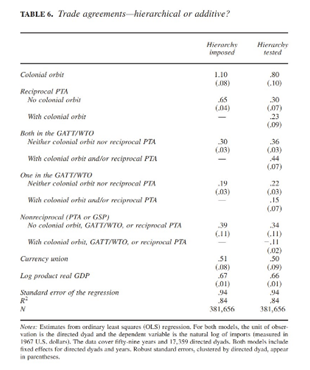 TABLE 6. Trade agreements—hierarchical or additive?
Hierarchy imposed Hierarchy tested
Colonial orbit 1.10 .80
(.08) (.10)
Reciprocal PTA
No colonial orbit .65 .30
(.04) (.07)
With colonial orbit — .23
(.09)
Both in the GATT/WTO
Neither colonial orbit nor reciprocal PTA .30 .36
(.03) (.03)
With colonial orbit and/or reciprocal PTA — .44
(.07)
One in the GATT/WTO
Neither colonial orbit nor reciprocal PTA .19 .22
(.03) (.03)
With colonial orbit and/or reciprocal PTA — .15
(.07)
Nonreciprocal (PTA or GSP)
No colonial orbit, GATT/WTO, or reciprocal PTA .39 .34
(.11) (.11)
With colonial orbit, GATT/WTO, or reciprocal PTA — -.11
(.02)
Currency union .51 .50
(.08) (.09)
Log product real GDP .67 .66
(.01) (.01)
Standard error of the regression .94 .94
R² .84 .84
N 381,656 381,656
Notes: Estimates from ordinary least squares (OLS) regression. For both models, the unit of obser-
vation is the directed dyad and the dependent variable is the natural log of imports (measured in
1967 U.S. dollars). The data cover fifty-nine years and 17,359 directed dyads. Both models include
fixed effects for directed dyads and years. Robust standard errors, clustered by directed dyad, appear
in parentheses.